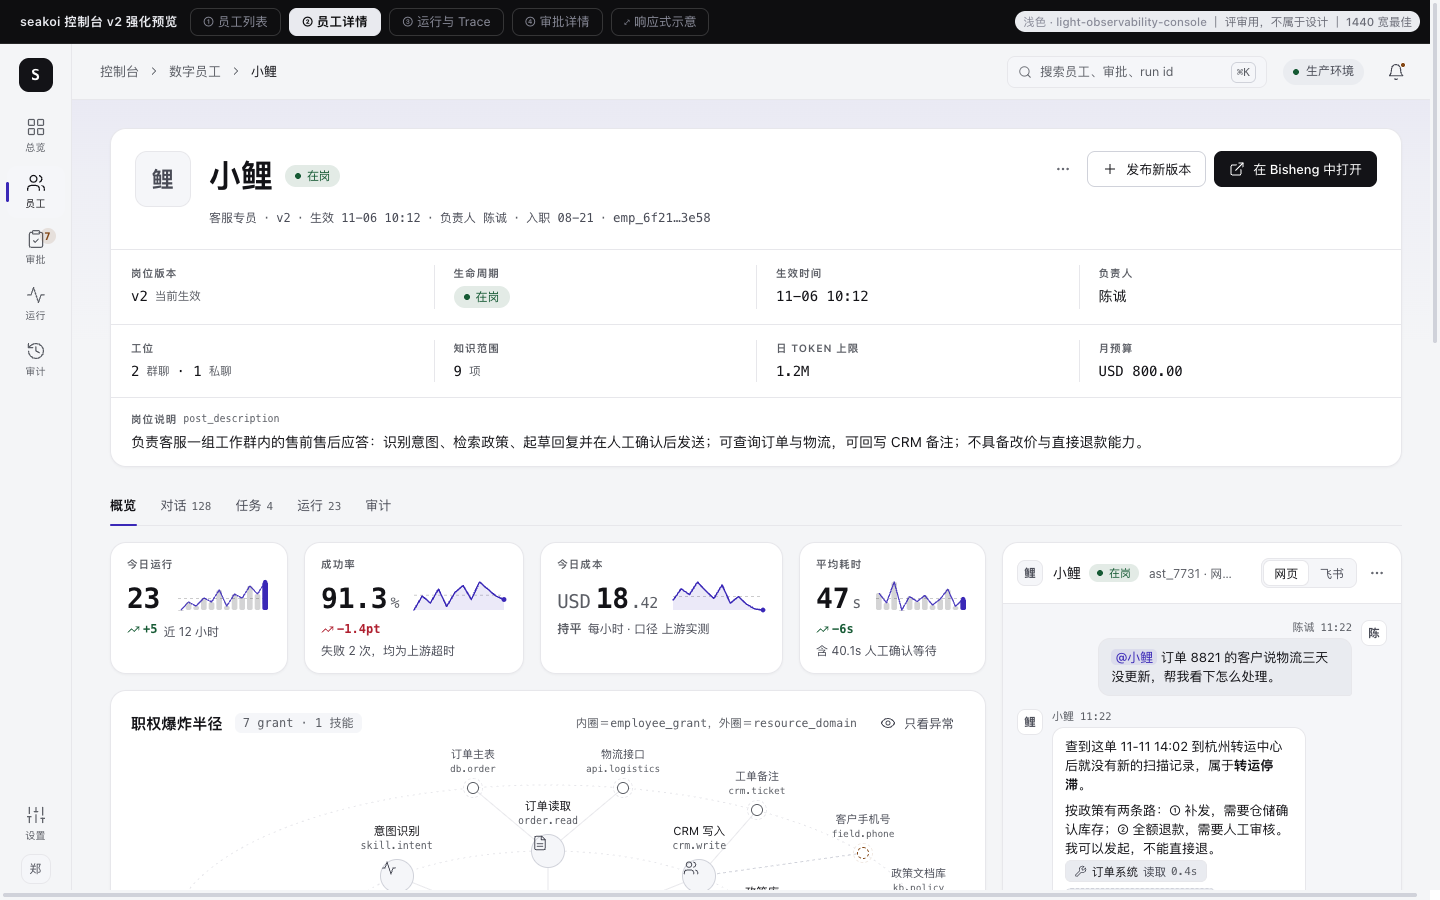 seakoi 控制台 v2 强化预览
① 员工列表
② 员工详情
③ 运行与 Trace
④ 审批详情
⤢ 响应式示意
浅色 · light-observability-console | 评审用，不属于设计 | 1440 宽最佳
S
控制台 > 数字员工 > 小鲤
搜索员工、审批、run id
⌘K
生产环境
总览
员工
7
审批
运行
审计
设置
郑
鲤
小鲤
在岗
客服专员 · v2 · 生效 11-06 10:12 · 负责人 陈诚 · 入职 08-21 · emp_6f21…3e58
发布新版本
在 Bisheng 中打开
岗位版本
v2 当前生效
生命周期
在岗
生效时间
11-06 10:12
负责人
陈诚
工位
2 群聊 · 1 私聊
知识范围
9 项
日 TOKEN 上限
1.2M
月预算
USD 800.00
岗位说明 post_description
负责客服一组工作群内的售前售后应答：识别意图、检索政策、起草回复并在人工确认后发送；可查询订单与物流，可回写 CRM 备注；不具备改价与直接退款能力。
概览
对话 128
任务 4
运行 23
审计
今日运行
23
+5 近 12 小时
成功率
91.3%
-1.4pt
失败 2 次，均为上游超时
今日成本
USD 18.42
持平 每小时 · 口径 上游实测
平均耗时
47 s
-6s
含 40.1s 人工确认等待
职权爆炸半径
7 grant · 1 技能
内圈=employee_grant，外圈=resource_domain
只看异常
订单主表
db.order
物流接口
api.logistics
工单备注
crm.ticket
订单读取
order.read
客户手机号
field.phone
意图识别
skill.intent
CRM 写入
crm.write
政策文档库
kb.policy
鲤
小鲤
在岗
ast_7731 · 网…
网页
飞书
陈诚 11:22
陈
@小鲤 订单 8821 的客户说物流三天
没更新，帮我看下怎么处理。
鲤
小鲤 11:22
查到这单 11-11 14:02 到杭州转运中心
后就没有新的扫描记录，属于转运停
滞。
按政策有两条路：① 补发，需要仓储确
认库存；② 全额退款，需要人工审核。
我可以发起，不能直接退。
订单系统 读取 0.4s